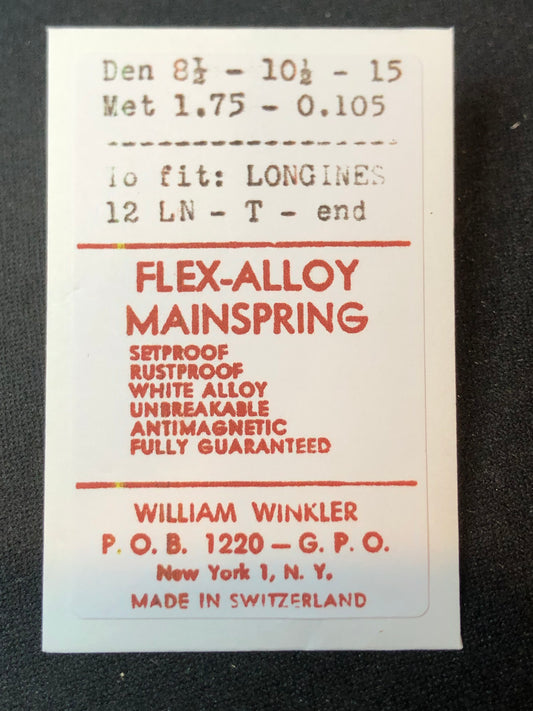 Den 8½ - 10½ - 15
Met 1.75 - 0.105
------------------
To fit: LONGINES
12 LN - T - end
FLEX-ALLOY
MAINSPRING
SETPROOF
RUSTPROOF
WHITE ALLOY
UNBREAKABLE
ANTIMAGNETIC
FULLY GUARANTEED
WILLIAM WINKLER
P. O. B. 1220 — G. P. O.
New York 1, N. Y.
MADE IN SWITZERLAND